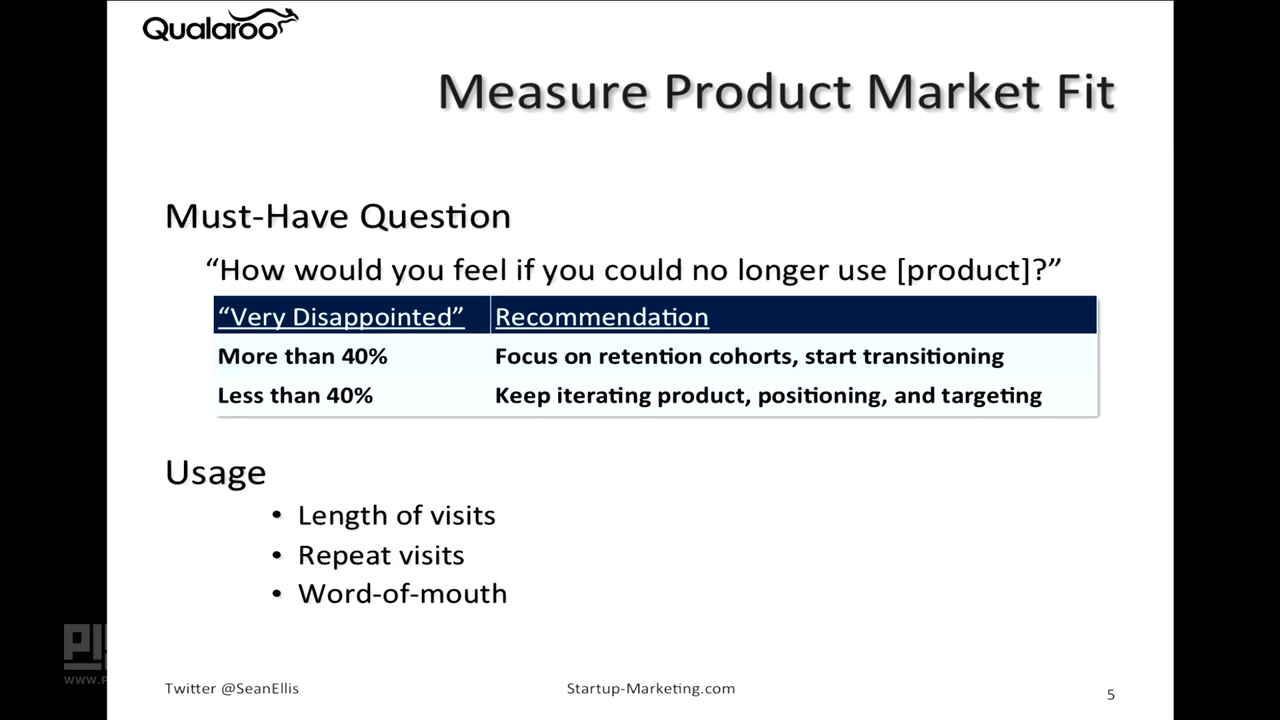 Qualaroo
Measure Product Market Fit
Must-Have Question
“How would you feel if you could no longer use [product]?”
“Very Disappointed” Recommendation
More than 40% Focus on retention cohorts, start transitioning
Less than 40% Keep iterating product, positioning, and targeting
Usage
• Length of visits
• Repeat visits
• Word-of-mouth
Twitter @SeanEllis Startup-Marketing.com 5